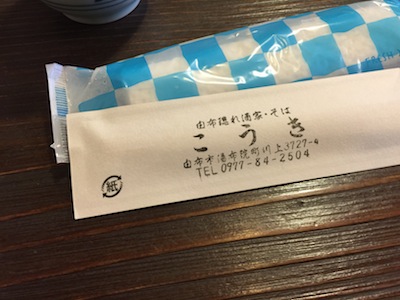 由布隠れ酒家・そば
こうき
由布市湯布院町川上3727-4
TEL 0977-84-2504
紙